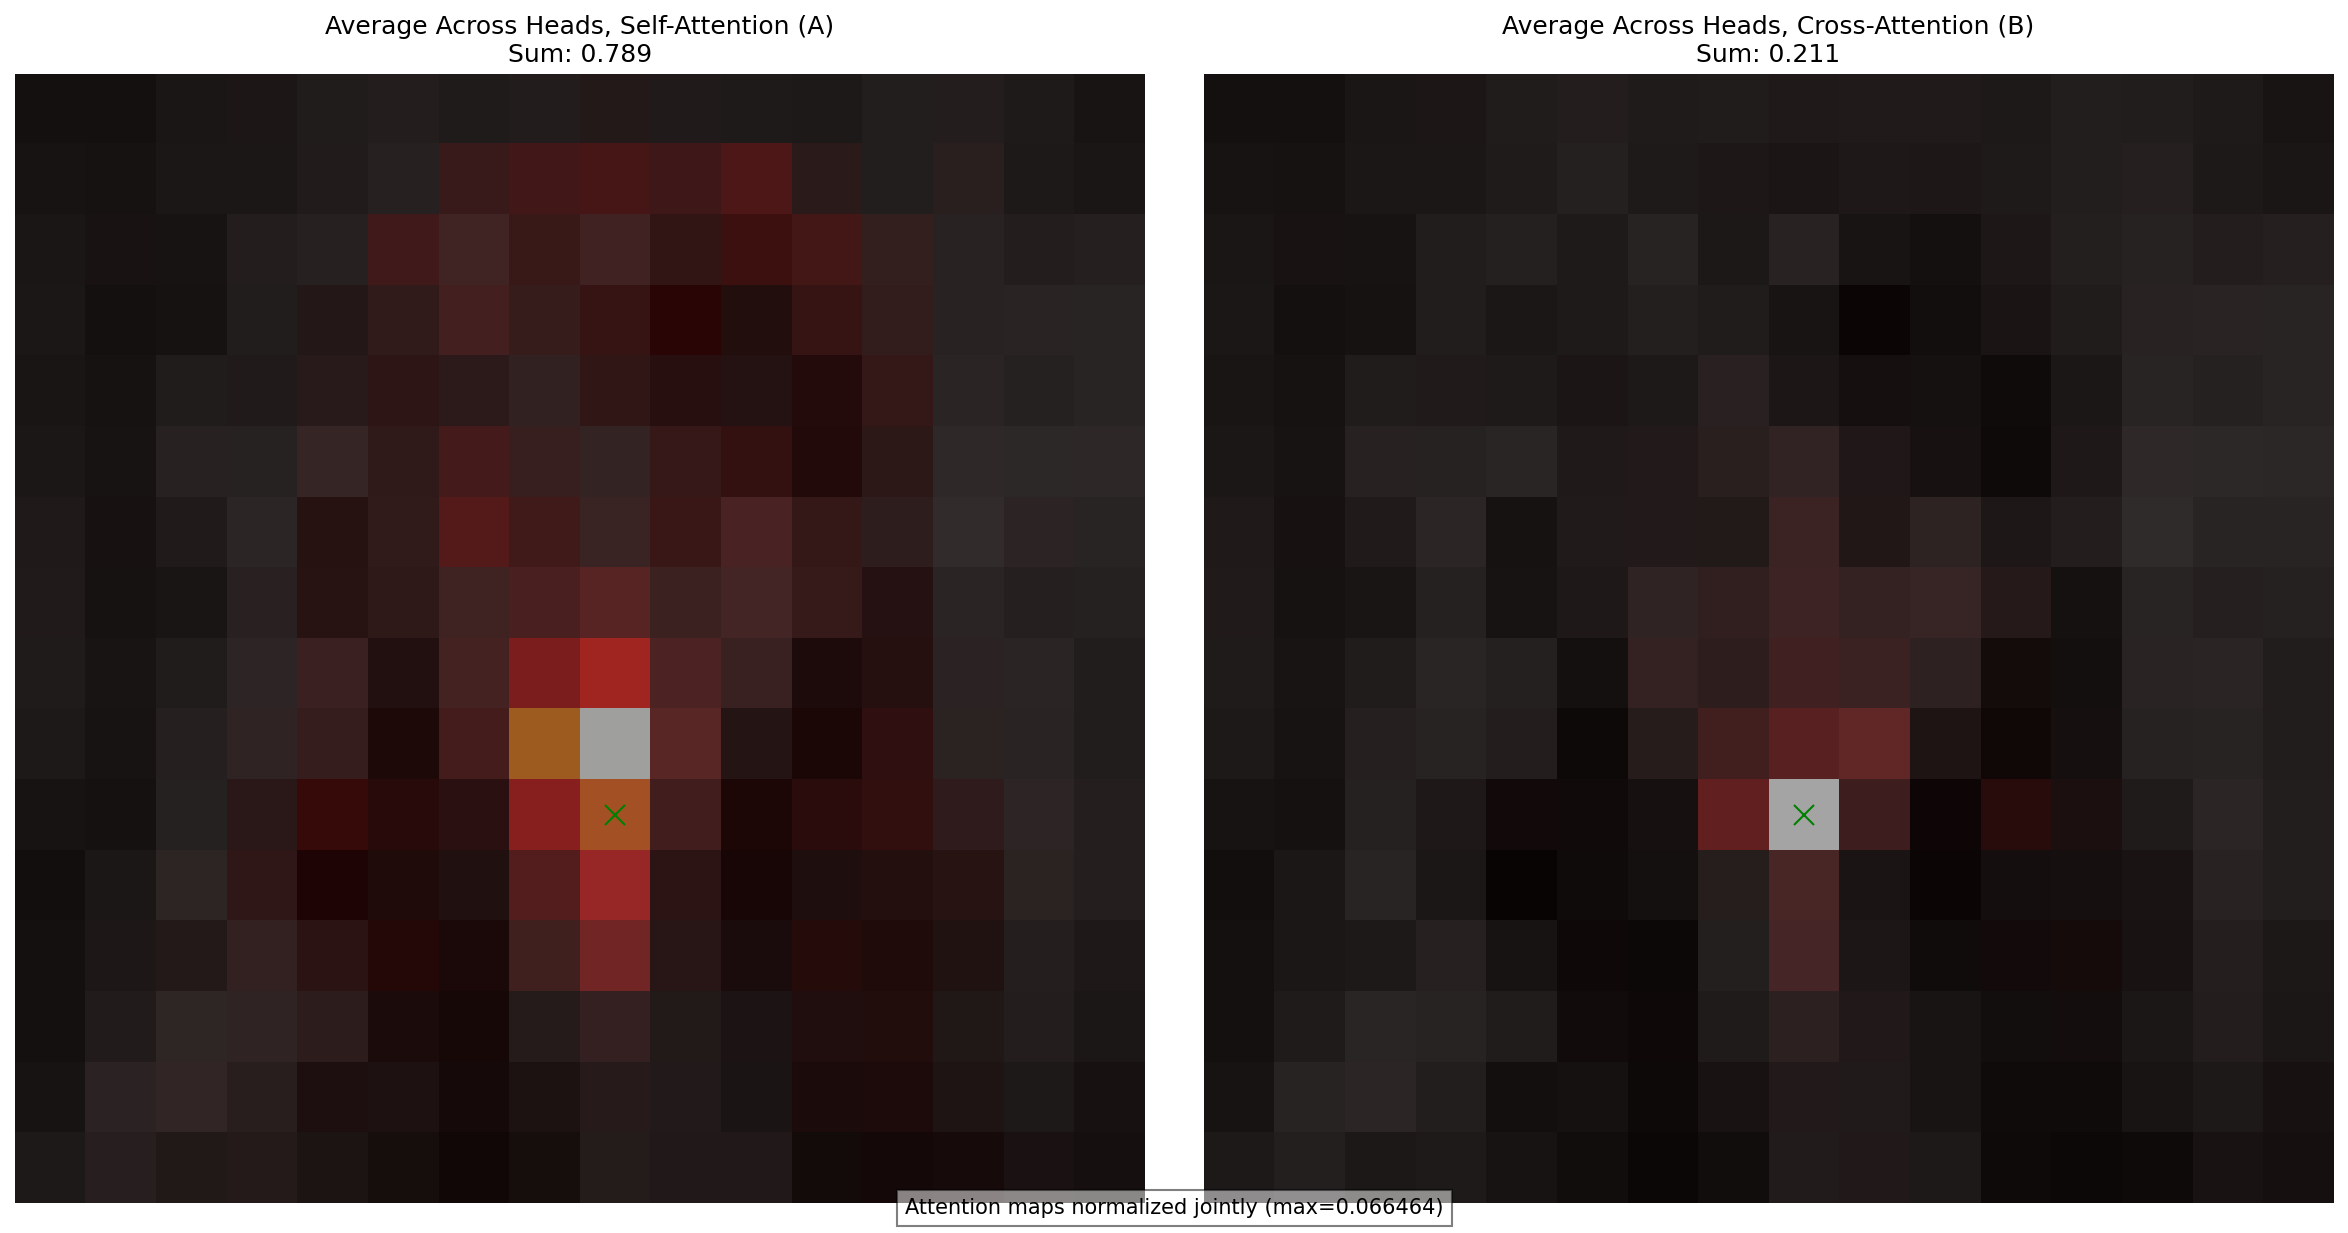 Average Across Heads, Self-Attention (A)
Sum: 0.789
Average Across Heads, Cross-Attention (B)
Sum: 0.211
Attention maps normalized jointly (max=0.066464)